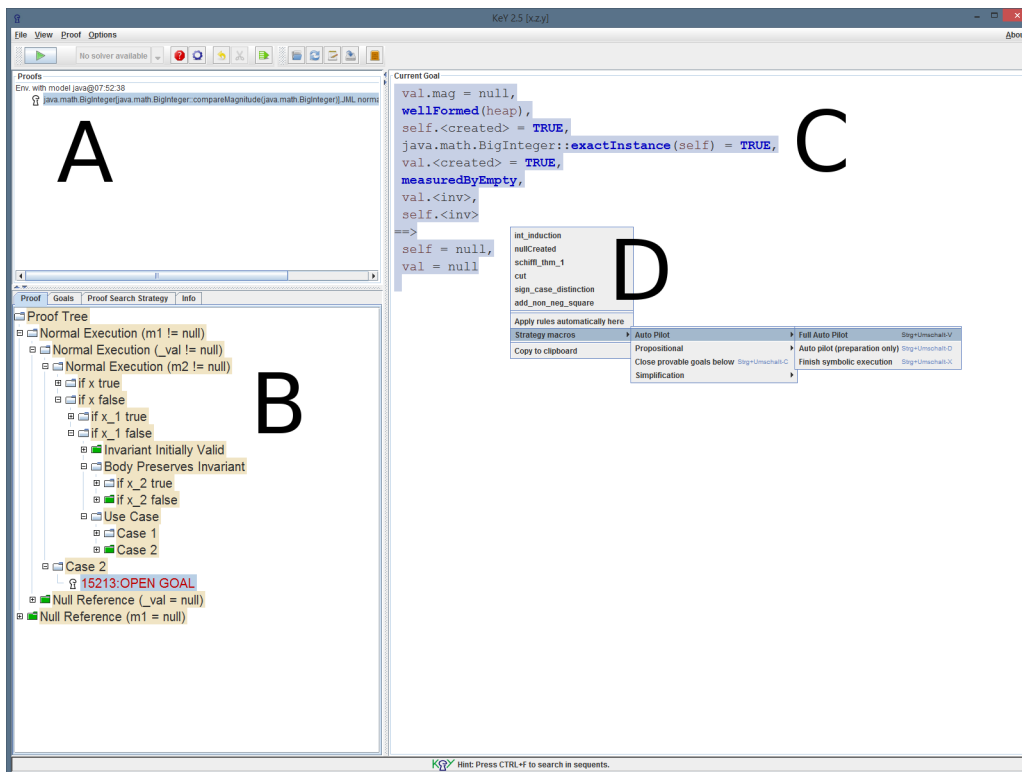 KeY 2.5 [x.z.y]
File View Proof Options
Abou
No solver available
Proofs
Env. with model java@07:52:38
java.math.BigInteger[java.math.BigInteger::compareMagnitude(java.math.BigInteger)].JML norma
A
Proof Goals Proof Search Strategy Info
Proof Tree
Normal Execution (m1 != null)
Normal Execution (_val != null)
Normal Execution (m2 != null)
if x true
if x false
if x_1 true
if x_1 false
Invariant Initially Valid
Body Preserves Invariant
if x_2 true
if x_2 false
Use Case
Case 1
Case 2
Case 2
15213:OPEN GOAL
Null Reference (_val = null)
Null Reference (m1 = null)
B
Current Goal
val.mag = null,
wellFormed(heap),
self.<created> = TRUE,
java.math.BigInteger::exactInstance(self) = TRUE,
val.<created> = TRUE,
measuredByEmpty,
val.<inv>,
self.<inv>
==>
self = null,
val = null
C
int_induction
nullCreated
schiffl_thm_1
cut
sign_case_distinction
add_non_neg_square
Apply rules automatically here
Strategy macros
Copy to clipboard
D
Auto Pilot
Propositional
Close provable goals below Strg+Umschalt-C
Simplification
Full Auto Pilot Strg+Umschalt-V
Auto pilot (preparation only) Strg+Umschalt-D
Finish symbolic execution Strg+Umschalt-X
KeY Hint: Press CTRL+F to search in sequents.